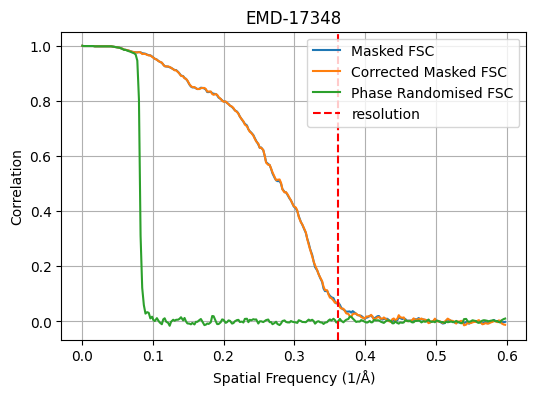 EMD-17348
Masked FSC
Corrected Masked FSC
Phase Randomised FSC
resolution
Correlation
1.0
0.8
0.6
0.4
0.2
0.0
0.0 0.1 0.2 0.3 0.4 0.5 0.6
Spatial Frequency (1/Å)